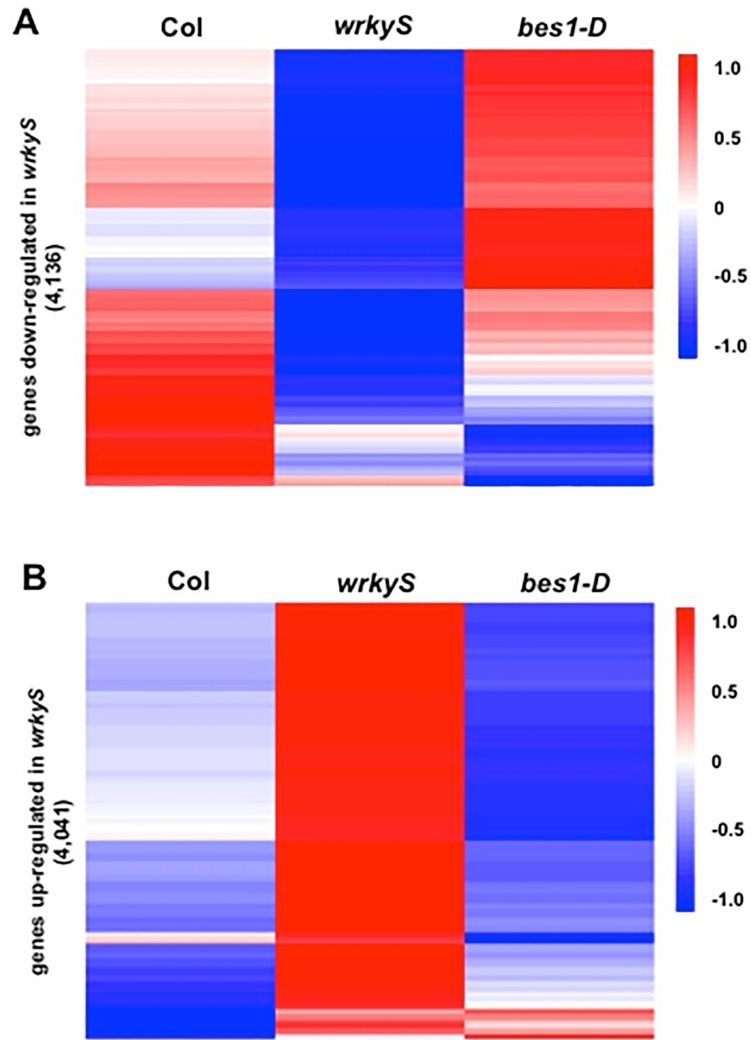 A
Col wrkyS bes1-D
genes down-regulated in wrkyS
(4,136)
1.0
0.5
0
-0.5
-1.0
B
Col wrkyS bes1-D
genes up-regulated in wrkyS
(4,041)
1.0
0.5
0
-0.5
-1.0